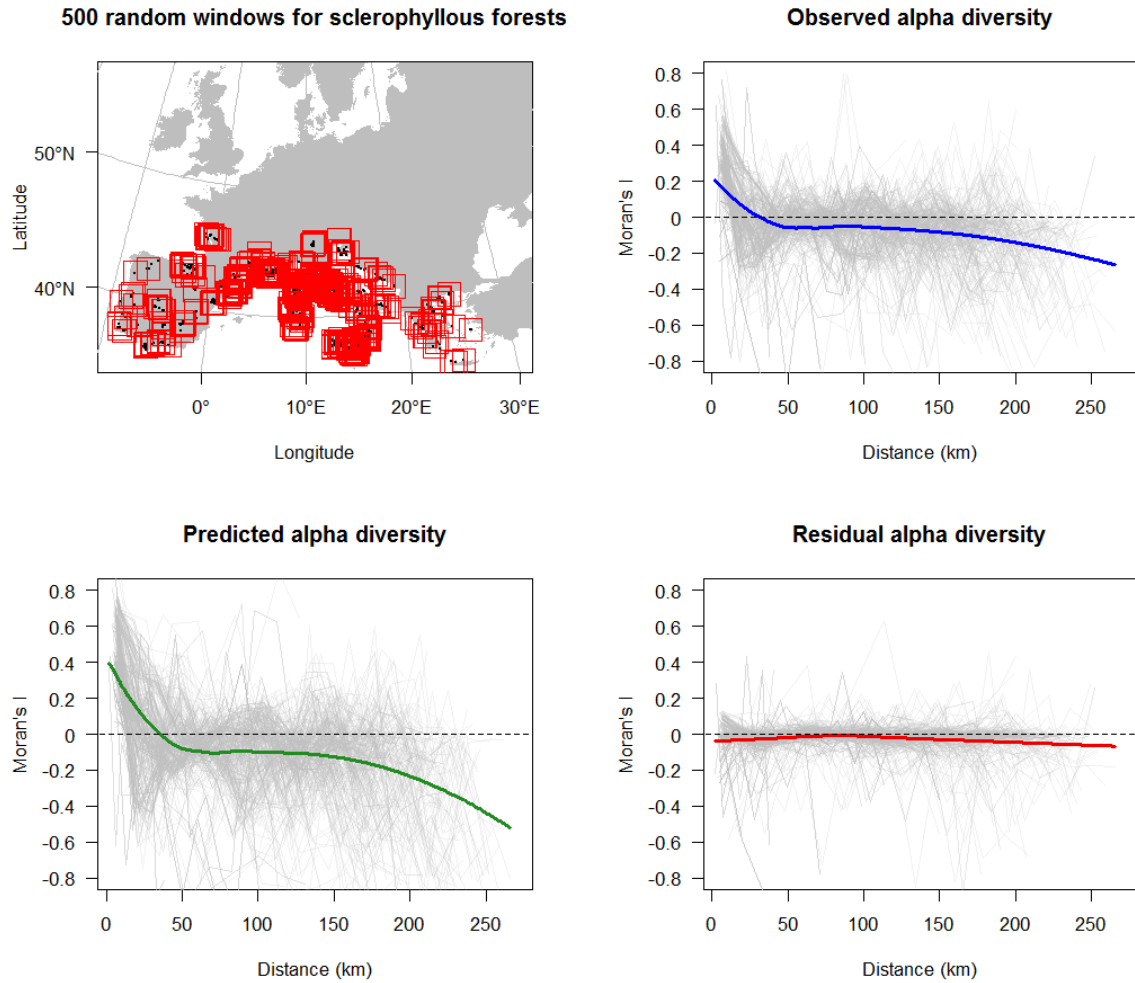 500 random windows for sclerophyllous forests
50°N
40°N
Latitude
0°
10°E
20°E
30°E
Longitude
Observed alpha diversity
0.8
0.6
0.4
0.2
0
-0.2
-0.4
-0.6
-0.8
Moran's I
0
50
100
150
200
250
Distance (km)
Predicted alpha diversity
0.8
0.6
0.4
0.2
0
-0.2
-0.4
-0.6
-0.8
Moran's I
0
50
100
150
200
250
Distance (km)
Residual alpha diversity
0.8
0.6
0.4
0.2
0
-0.2
-0.4
-0.6
-0.8
Moran's I
0
50
100
150
200
250
Distance (km)